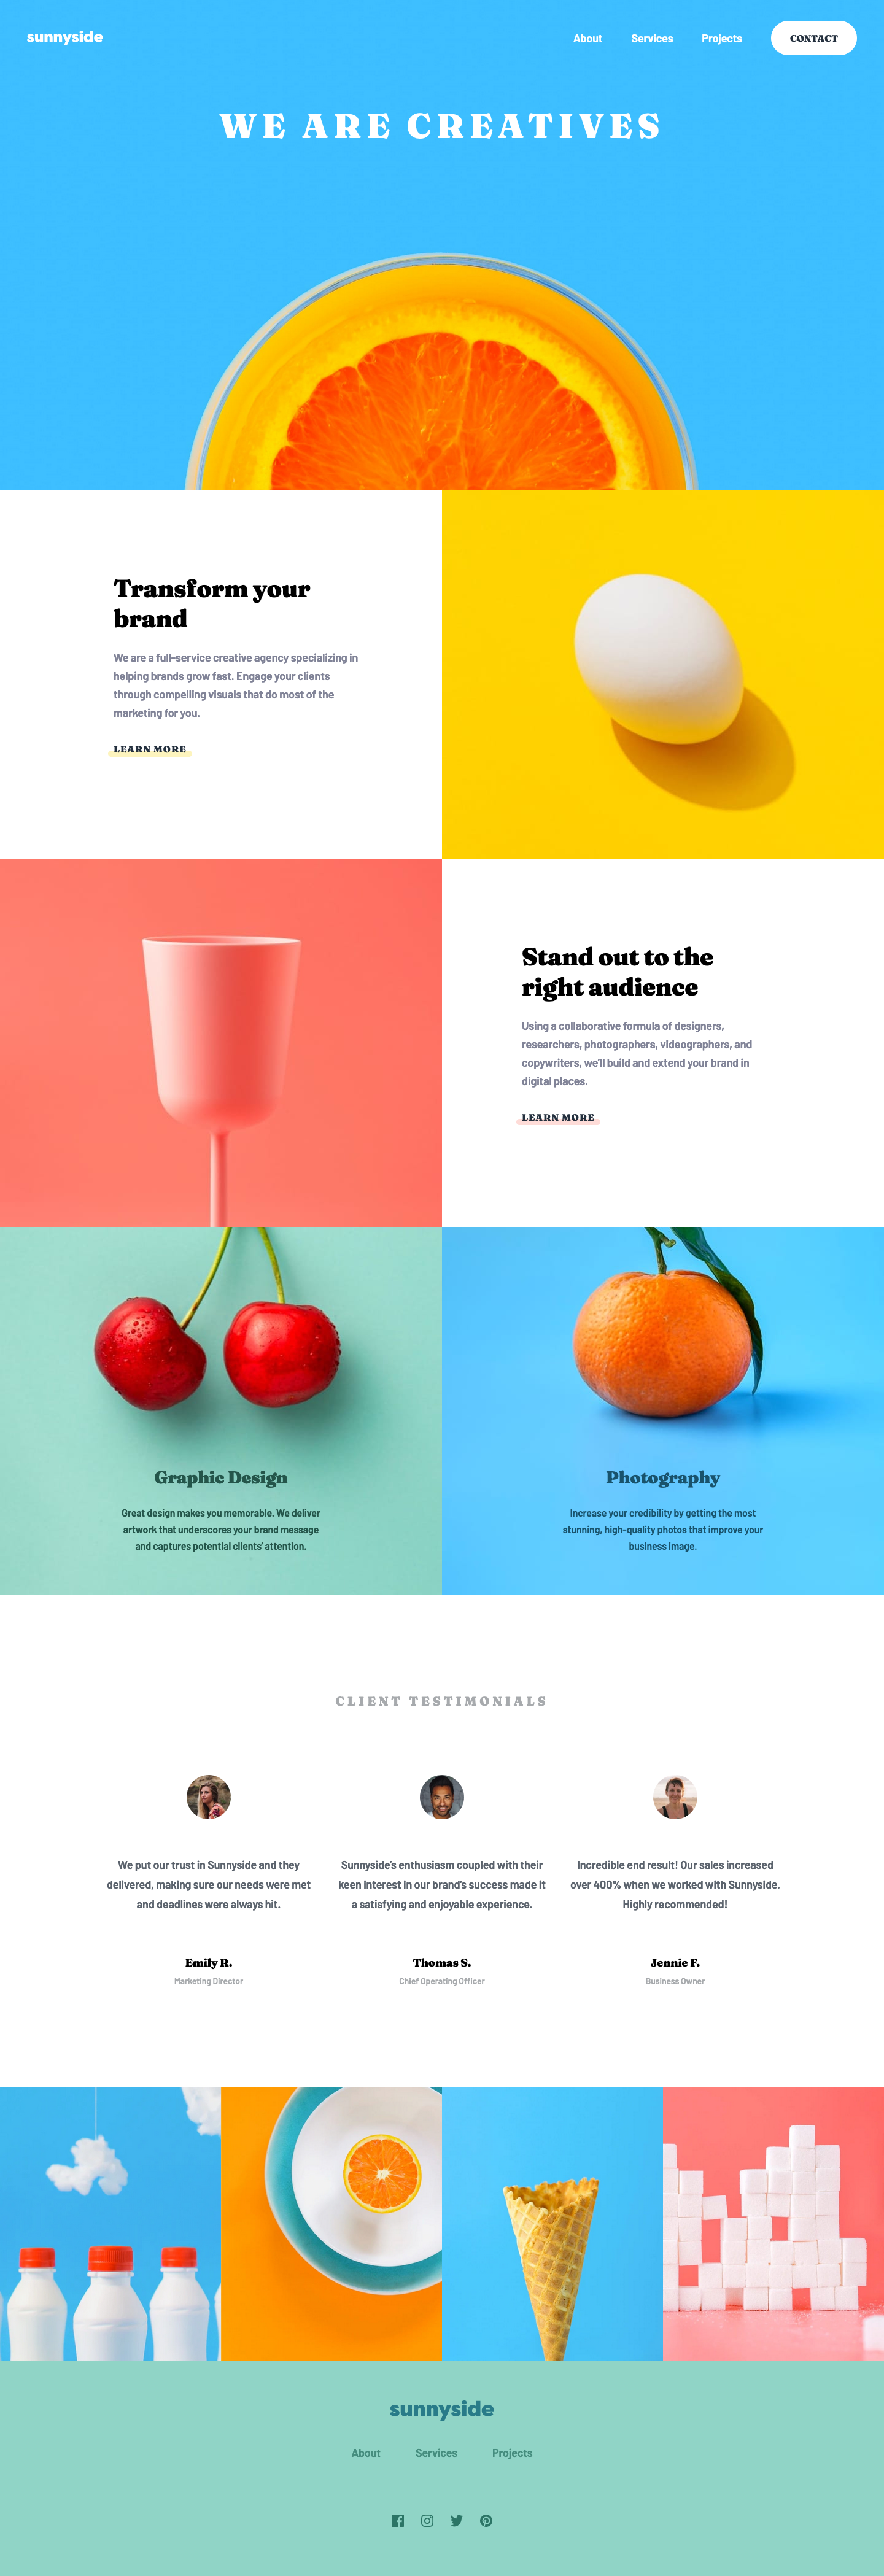 sunnyside
About Services Projects CONTACT
WE ARE CREATIVES
Transform your
brand
We are a full-service creative agency specializing in
helping brands grow fast. Engage your clients
through compelling visuals that do most of the
marketing for you.
LEARN MORE
Stand out to the
right audience
Using a collaborative formula of designers,
researchers, photographers, videographers, and
copywriters, we’ll build and extend your brand in
digital places.
LEARN MORE
Graphic Design
Great design makes you memorable. We deliver
artwork that underscores your brand message
and captures potential clients’ attention.
Photography
Increase your credibility by getting the most
stunning, high-quality photos that improve your
business image.
CLIENT TESTIMONIALS
We put our trust in Sunnyside and they
delivered, making sure our needs were met
and deadlines were always hit.
Emily R.
Marketing Director
Sunnyside’s enthusiasm coupled with their
keen interest in our brand’s success made it
a satisfying and enjoyable experience.
Thomas S.
Chief Operating Officer
Incredible end result! Our sales increased
over 400% when we worked with Sunnyside.
Highly recommended!
Jennie F.
Business Owner
sunnyside
About Services Projects